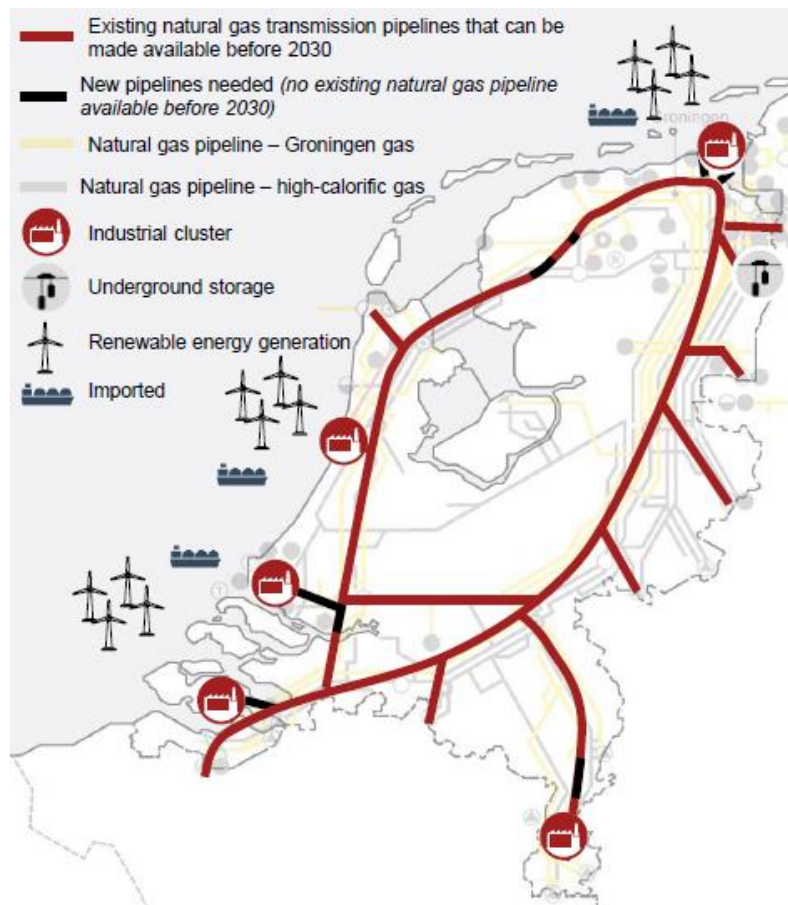 Existing natural gas transmission pipelines that can be
made available before 2030
New pipelines needed (no existing natural gas pipeline
available before 2030)
Groningen
Natural gas pipeline – Groningen gas
Natural gas pipeline – high-calorific gas
Industrial cluster
Underground storage
Renewable energy generation
Imported